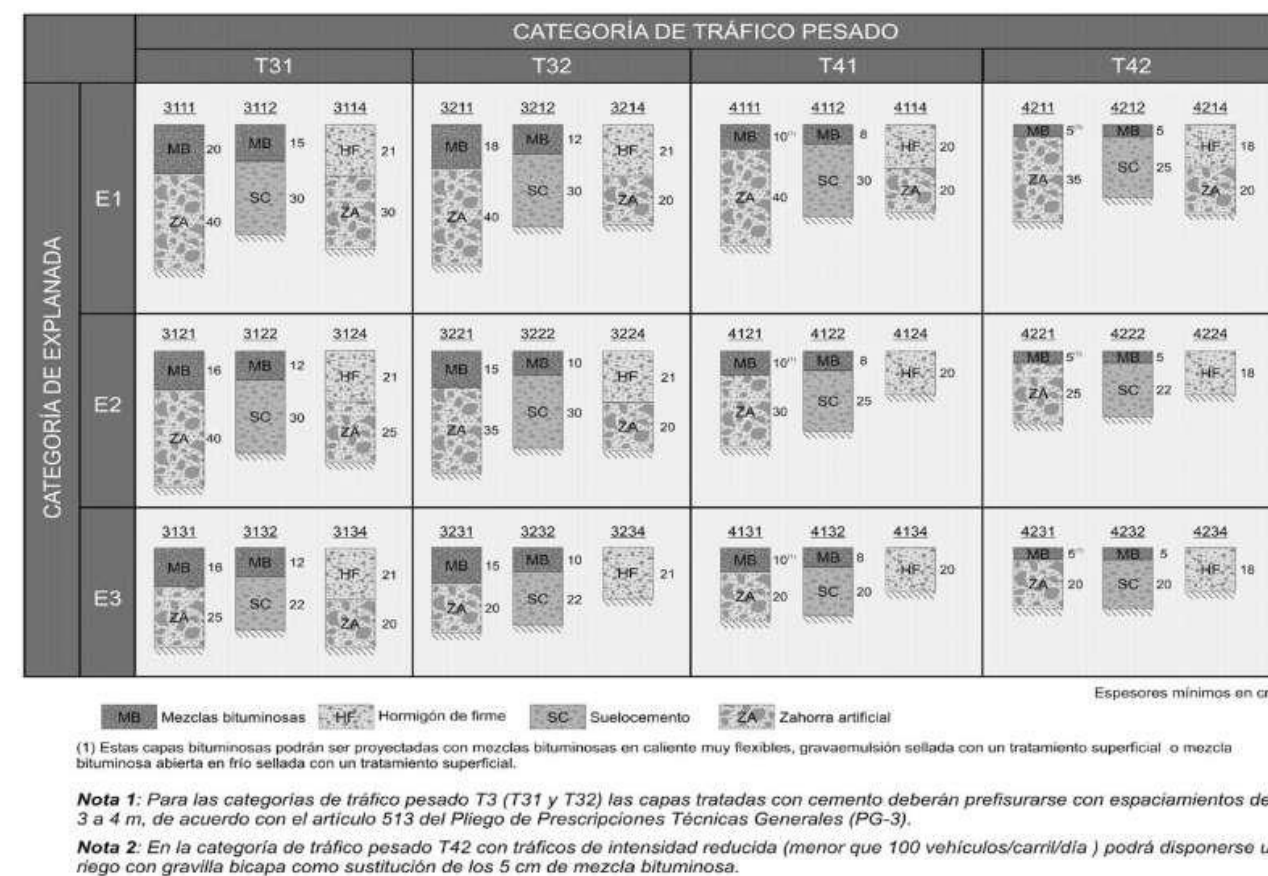 CATEGORÍA DE TRÁFICO PESADO
T31 T32 T41 T42
CATEGORÍA DE EXPLANADA
E1
3111 3112 3114 3211 3212 3214 4111 4112 4114 4211 4212 4214
MB 20 MB 15 HF 21 MB 18 MB 12 HF 21 MB 10(1) MB 8 HF 20 MB 5(1) MB 5 HF 18
ZA 40 SC 30 ZA 30 ZA 40 SC 30 ZA 20 ZA 40 SC 30 ZA 20 ZA 35 SC 25 ZA 20
E2
3121 3122 3124 3221 3222 3224 4121 4122 4124 4221 4222 4224
MB 16 MB 12 HF 21 MB 15 MB 10 HF 21 MB 10(1) MB 8 HF 20 MB 5(1) MB 5 HF 18
ZA 40 SC 30 ZA 25 ZA 35 SC 30 ZA 20 ZA 30 SC 25 ZA 25 SC 22
E3
3131 3132 3134 3231 3232 3234 4131 4132 4134 4231 4232 4234
MB 16 MB 12 HF 21 MB 15 MB 10 HF 21 MB 10(1) MB 8 HF 20 MB 5(1) MB 5 HF 18
ZA 25 SC 22 ZA 20 ZA 20 SC 22 ZA 20 SC 20 ZA 20 SC 20
Espesores mínimos en cm
MB Mezclas bituminosas HF Hormigón de firme SC Suelocemento ZA Zahorra artificial
(1) Estas capas bituminosas podrán ser proyectadas con mezclas bituminosas en caliente muy flexibles, gravaemulsión sellada con un tratamiento superficial o mezcla
bituminosa abierta en frío sellada con un tratamiento superficial.
Nota 1: Para las categorías de tráfico pesado T3 (T31 y T32) las capas tratadas con cemento deberán prefisurarse con espaciamientos de
3 a 4 m, de acuerdo con el artículo 513 del Pliego de Prescripciones Técnicas Generales (PG-3).
Nota 2: En la categoría de tráfico pesado T42 con tráficos de intensidad reducida (menor que 100 vehículos/carril/día ) podrá disponerse u
riego con gravilla bicapa como sustitución de los 5 cm de mezcla bituminosa.